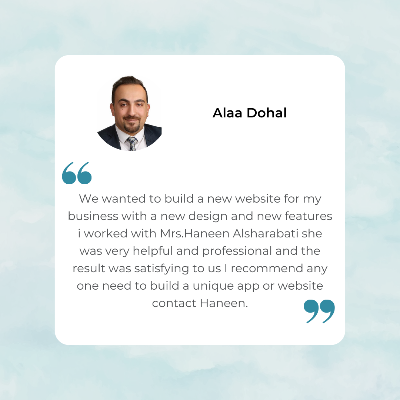 Alaa Dohal
We wanted to build a new website for my
business with a new design and new features
i worked with Mrs.Haneen Alsharabati she
was very helpful and professional and the
result was satisfying to us I recommend any
one need to build a unique app or website
contact Haneen.